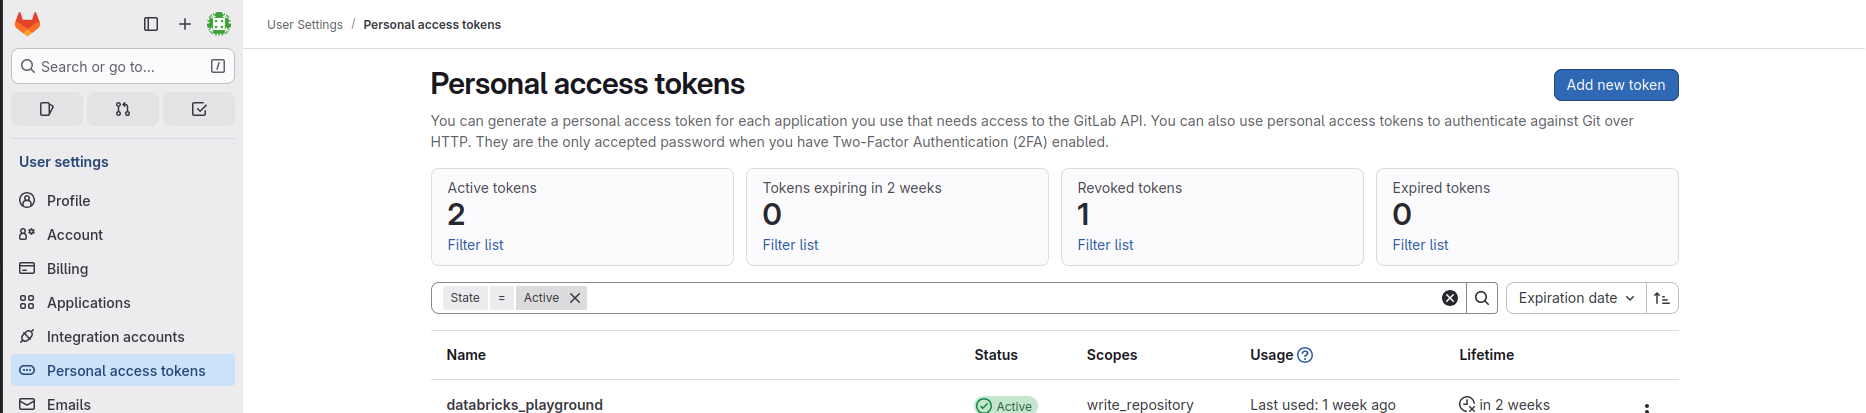 User Settings / Personal access tokens
Search or go to... /
User settings
Profile
Account
Billing
Applications
Integration accounts
Personal access tokens
Emails
Personal access tokens
Add new token
You can generate a personal access token for each application you use that needs access to the GitLab API. You can also use personal access tokens to authenticate against Git over
HTTP. They are the only accepted password when you have Two-Factor Authentication (2FA) enabled.
Active tokens
2
Filter list
Tokens expiring in 2 weeks
0
Filter list
Revoked tokens
1
Filter list
Expired tokens
0
Filter list
State = Active
Expiration date
Name Status Scopes Usage ? Lifetime
databricks_playground Active write_repository Last used: 1 week ago in 2 weeks